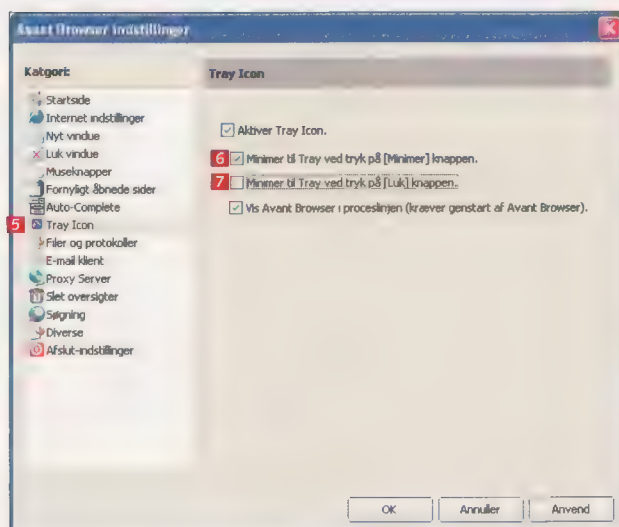 Avant Browser indstillinger
Katgori:
Startside
Internet indstillinger
Nyt vindue
Luk vindue
Museknapper
Fornyligt åbnede sider
Auto-Complete
5 Tray Icon
Filer og protokoller
E-mail klient
Proxy Server
Slet oversigter
Søgning
Diverse
Afslut-indstillinger
Tray Icon
Aktiver Tray Icon.
6 Minimer til Tray ved tryk på [Minimer] knappen.
7 Minimer til Tray ved tryk på [Luk] knappen.
Vis Avant Browser i proceslinjen (kræver genstart af Avant Browser).
OK Annuller Anvend